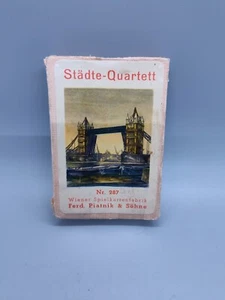 Städte-Quartett
Nr. 287
Wiener Spielkartenfabrik
Ferd. Piatnik & Söhne